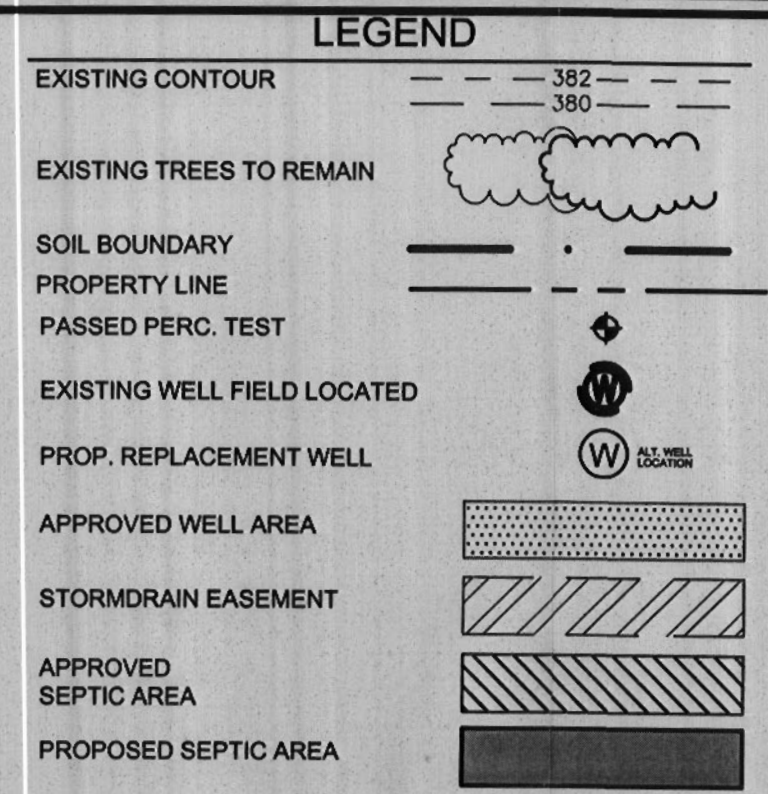 LEGEND
EXISTING CONTOUR
382
380
EXISTING TREES TO REMAIN
SOIL BOUNDARY
PROPERTY LINE
PASSED PERC. TEST
EXISTING WELL FIELD LOCATED
W
PROP. REPLACEMENT WELL
W
ALT. WELL
LOCATION
APPROVED WELL AREA
STORMDRAIN EASEMENT
APPROVED
SEPTIC AREA
PROPOSED SEPTIC AREA